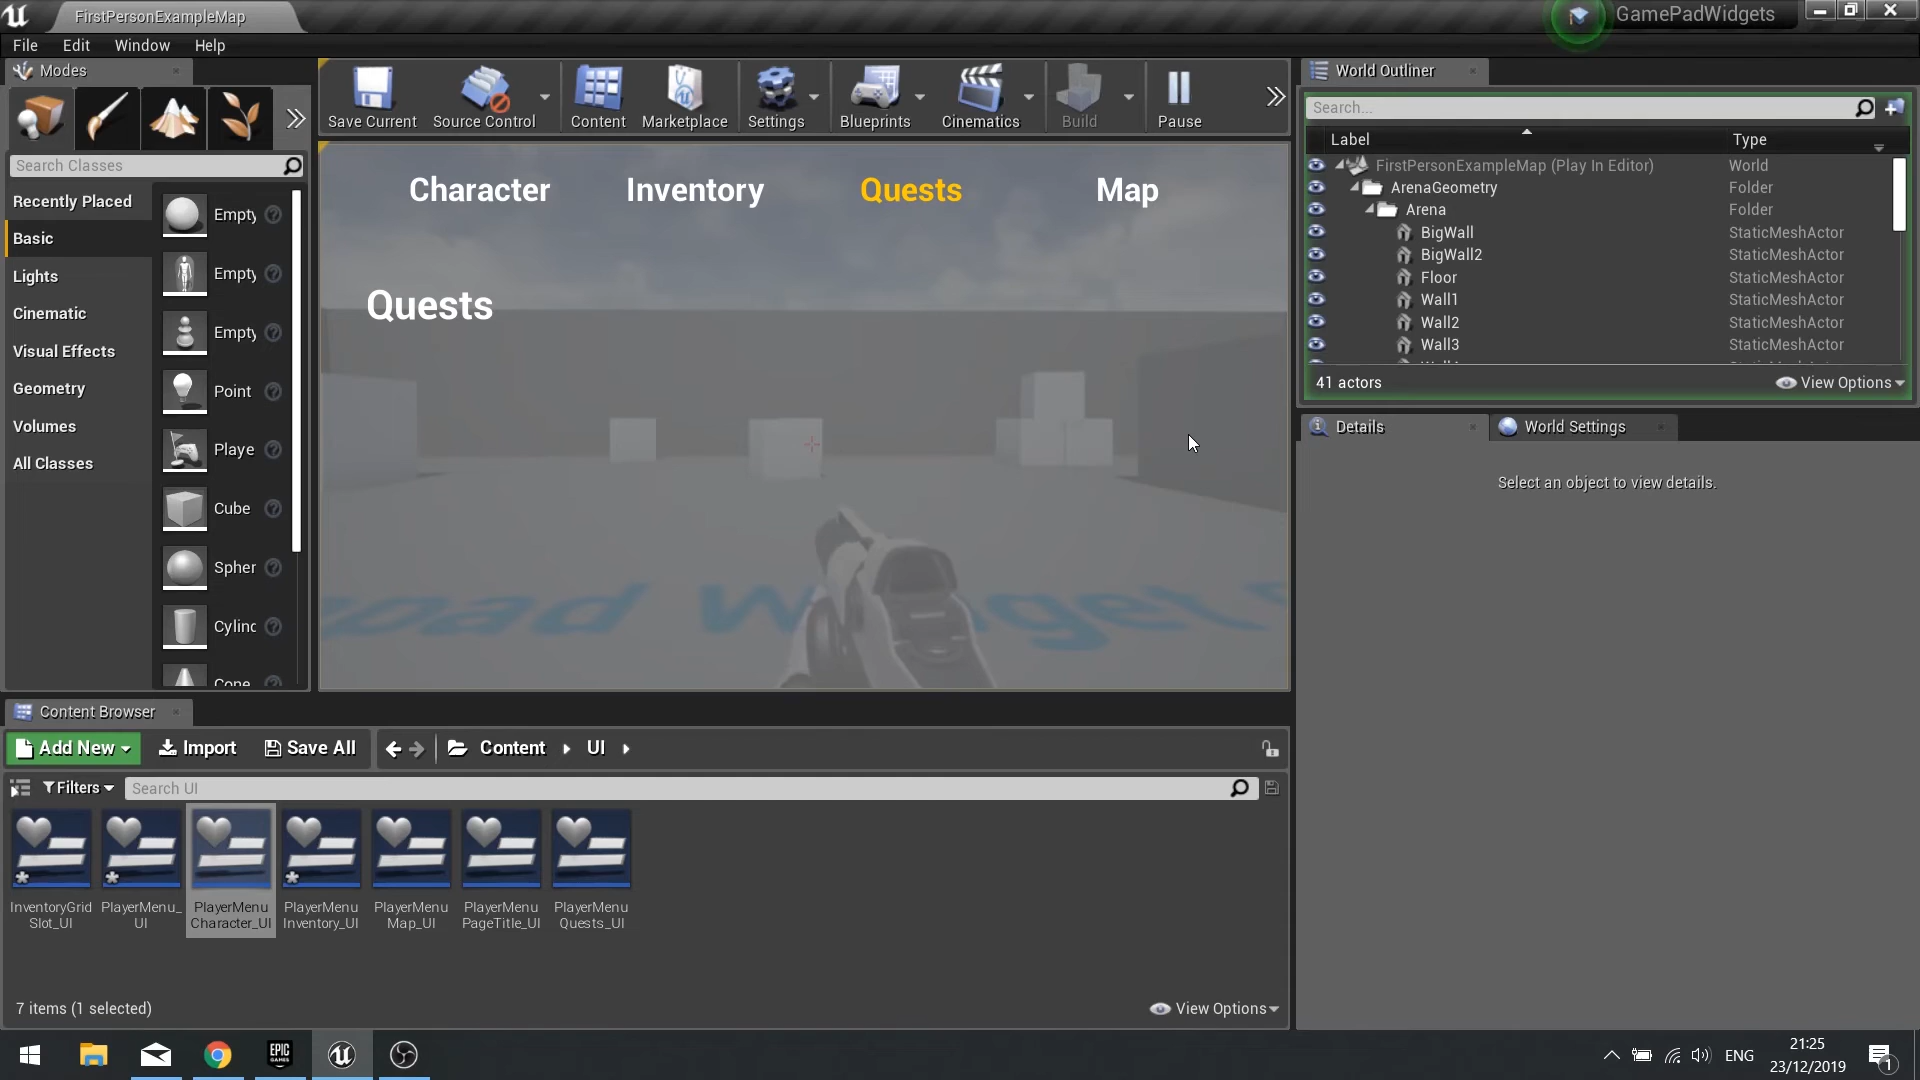 FirstPersonExampleMap
GamePadWidgets
File Edit Window Help
Modes
Search Classes
Recently Placed
Basic
Lights
Cinematic
Visual Effects
Geometry
Volumes
All Classes
Empty
Empty
Empty
Point
Playe
Cube
Spher
Cylinc
Cone
Save Current
Source Control
Content
Marketplace
Settings
Blueprints
Cinematics
Build
Pause
Character Inventory Quests Map
Quests
World Outliner
Search...
Label Type
FirstPersonExampleMap (Play In Editor) World
ArenaGeometry Folder
Arena Folder
BigWall StaticMeshActor
BigWall2 StaticMeshActor
Floor StaticMeshActor
Wall1 StaticMeshActor
Wall2 StaticMeshActor
Wall3 StaticMeshActor
41 actors View Options
Details World Settings
Select an object to view details.
Content Browser
Add New Import Save All Content UI
Filters Search UI
InventoryGrid
Slot_UI
PlayerMenu_
UI
PlayerMenu
Character_UI
PlayerMenu
Inventory_UI
PlayerMenu
Map_UI
PlayerMenu
PageTitle_UI
PlayerMenu
Quests_UI
7 items (1 selected) View Options
EPIC
GAMES
ENG
21:25
23/12/2019
1